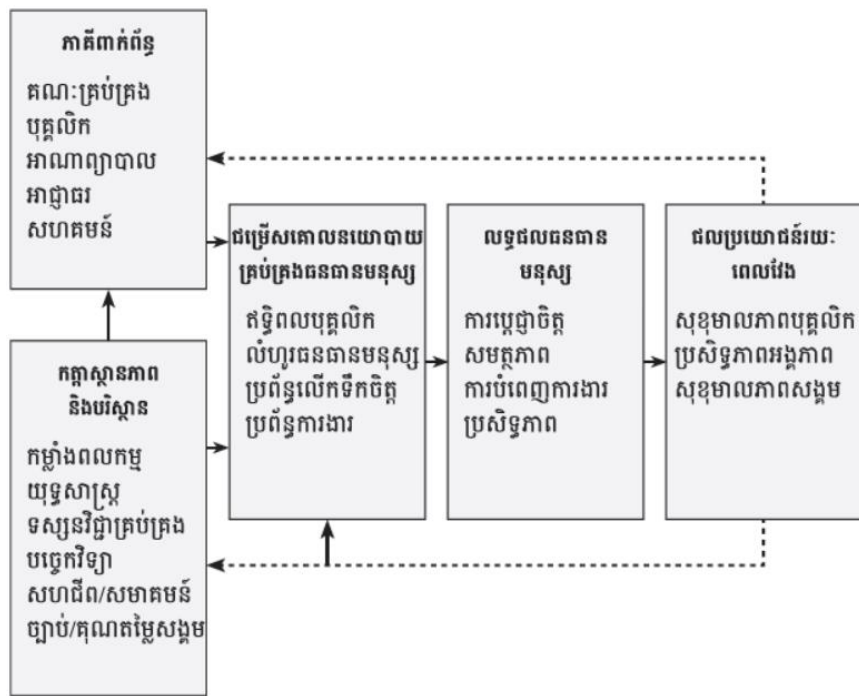 ភាគីពាក់ព័ន្ធ
គណៈគ្រប់គ្រង
បុគ្គលិក
អាណាព្យាបាល
អាជ្ញាធរ
សហគមន៍
កត្តាស្ថានភាព
និងបរិស្ថាន
កម្លាំងពលកម្ម
យុទ្ធសាស្ត្រ
ទស្សនវិជ្ជាគ្រប់គ្រង
បច្ចេកវិទ្យា
សហជីព/សមាគមន៍
ច្បាប់/គុណតម្លៃសង្គម
ជម្រើសគោលនយោបាយ
គ្រប់គ្រងធនធានមនុស្ស
ឥទ្ធិពលបុគ្គលិក
លំហូរធនធានមនុស្ស
ប្រព័ន្ធលើកទឹកចិត្ត
ប្រព័ន្ធការងារ
លទ្ធផលធនធាន
មនុស្ស
ការប្តេជ្ញាចិត្ត
សមត្ថភាព
ការបំពេញការងារ
ប្រសិទ្ធភាព
ផលប្រយោជន៍រយៈ
ពេលវែង
សុខុមាលភាពបុគ្គលិក
ប្រសិទ្ធភាពអង្គភាព
សុខុមាលភាពសង្គម